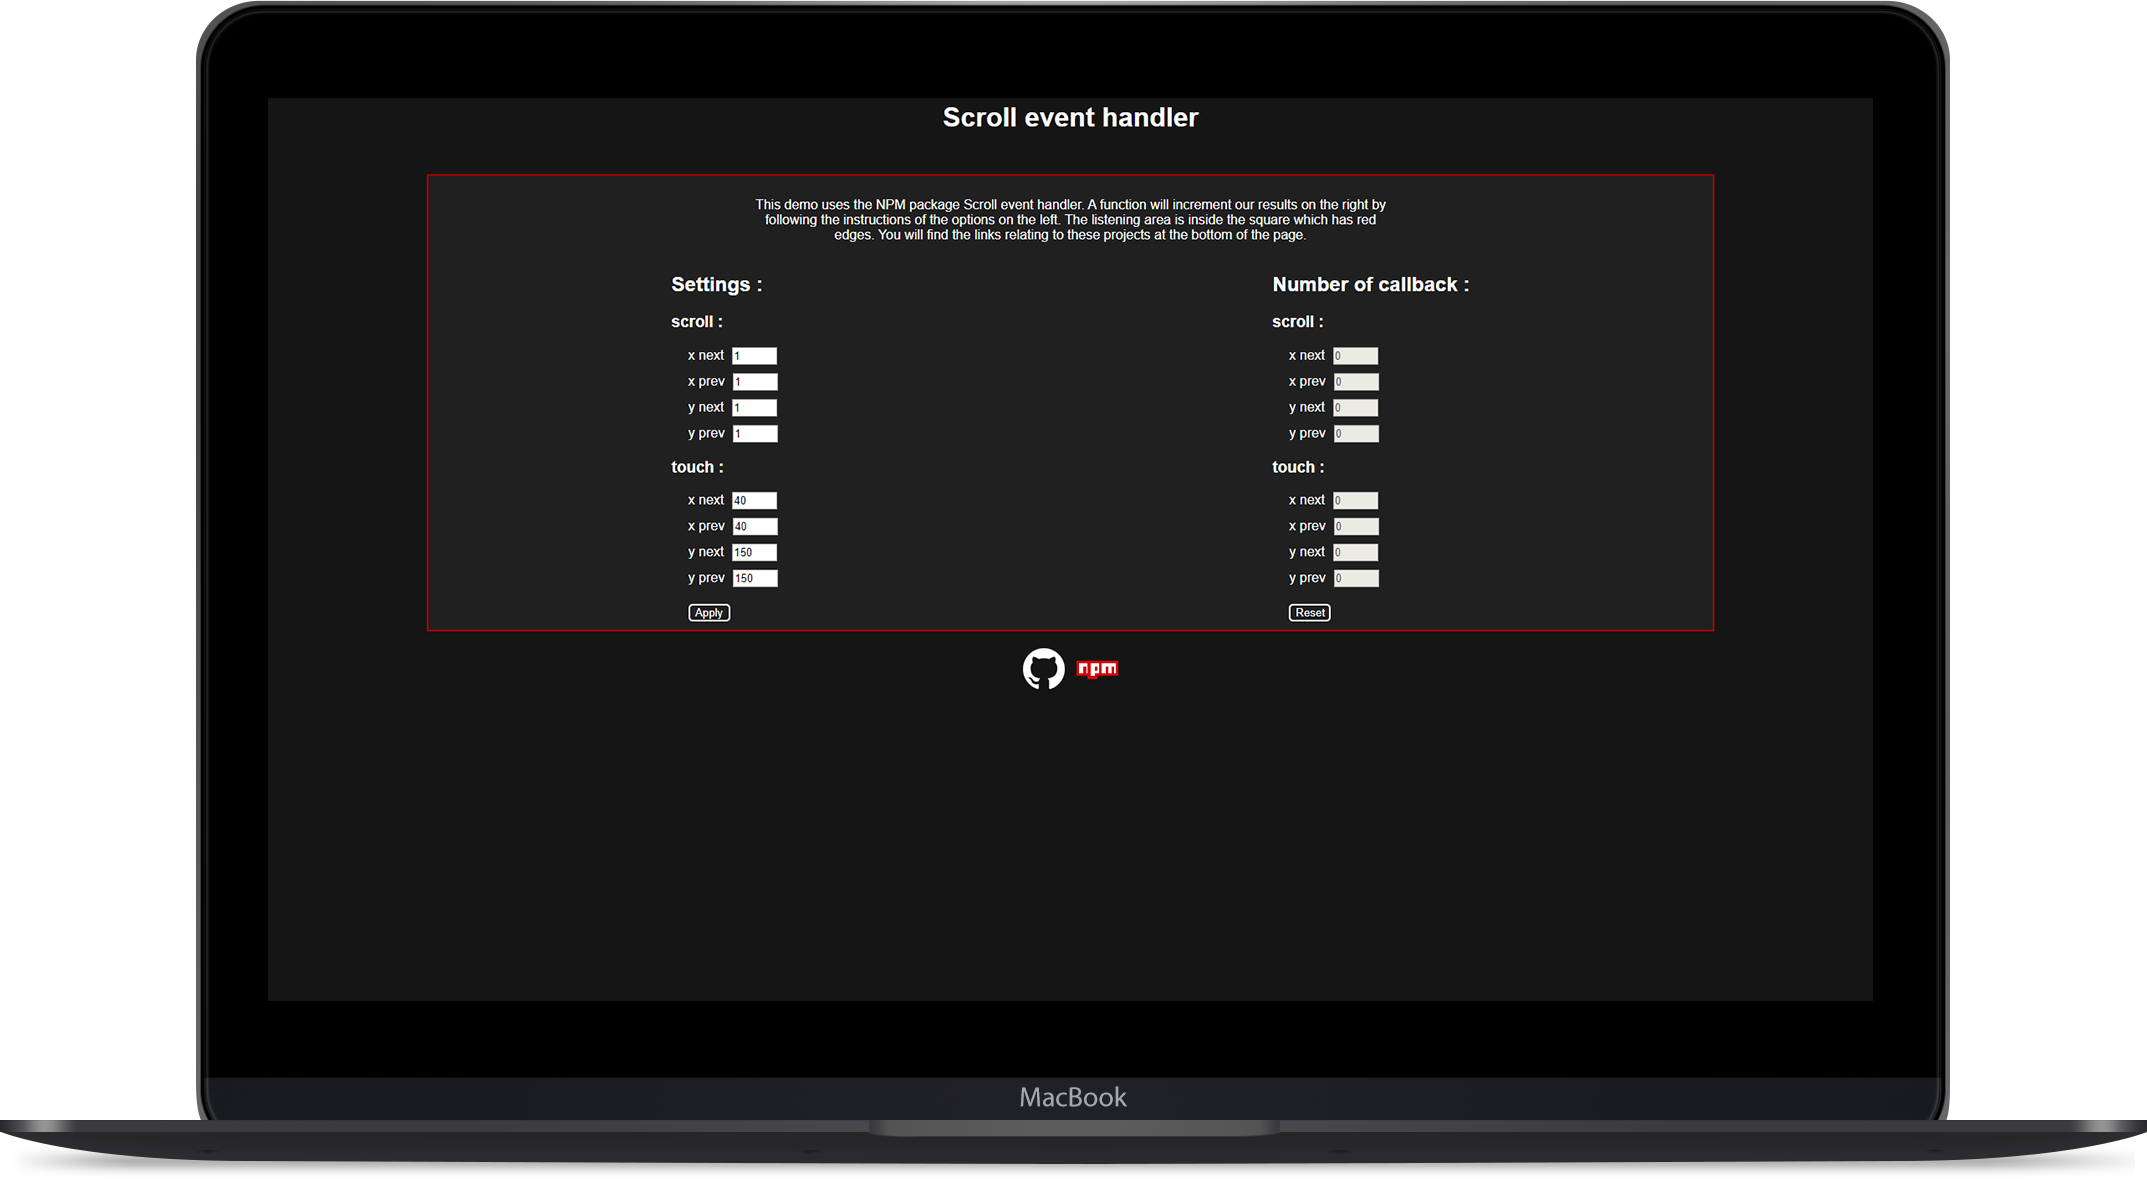 Scroll event handler
This demo uses the NPM package Scroll event handler. A function will increment our results on the right by
following the instructions of the options on the left. The listening area is inside the square which has red
edges. You will find the links relating to these projects at the bottom of the page.
Settings :
scroll :
x next 1
x prev 1
y next 1
y prev 1
touch :
x next 40
x prev 40
y next 150
y prev 150
Apply
Number of callback :
scroll :
x next 0
x prev 0
y next 0
y prev 0
touch :
x next 0
x prev 0
y next 0
y prev 0
Reset
npm
MacBook